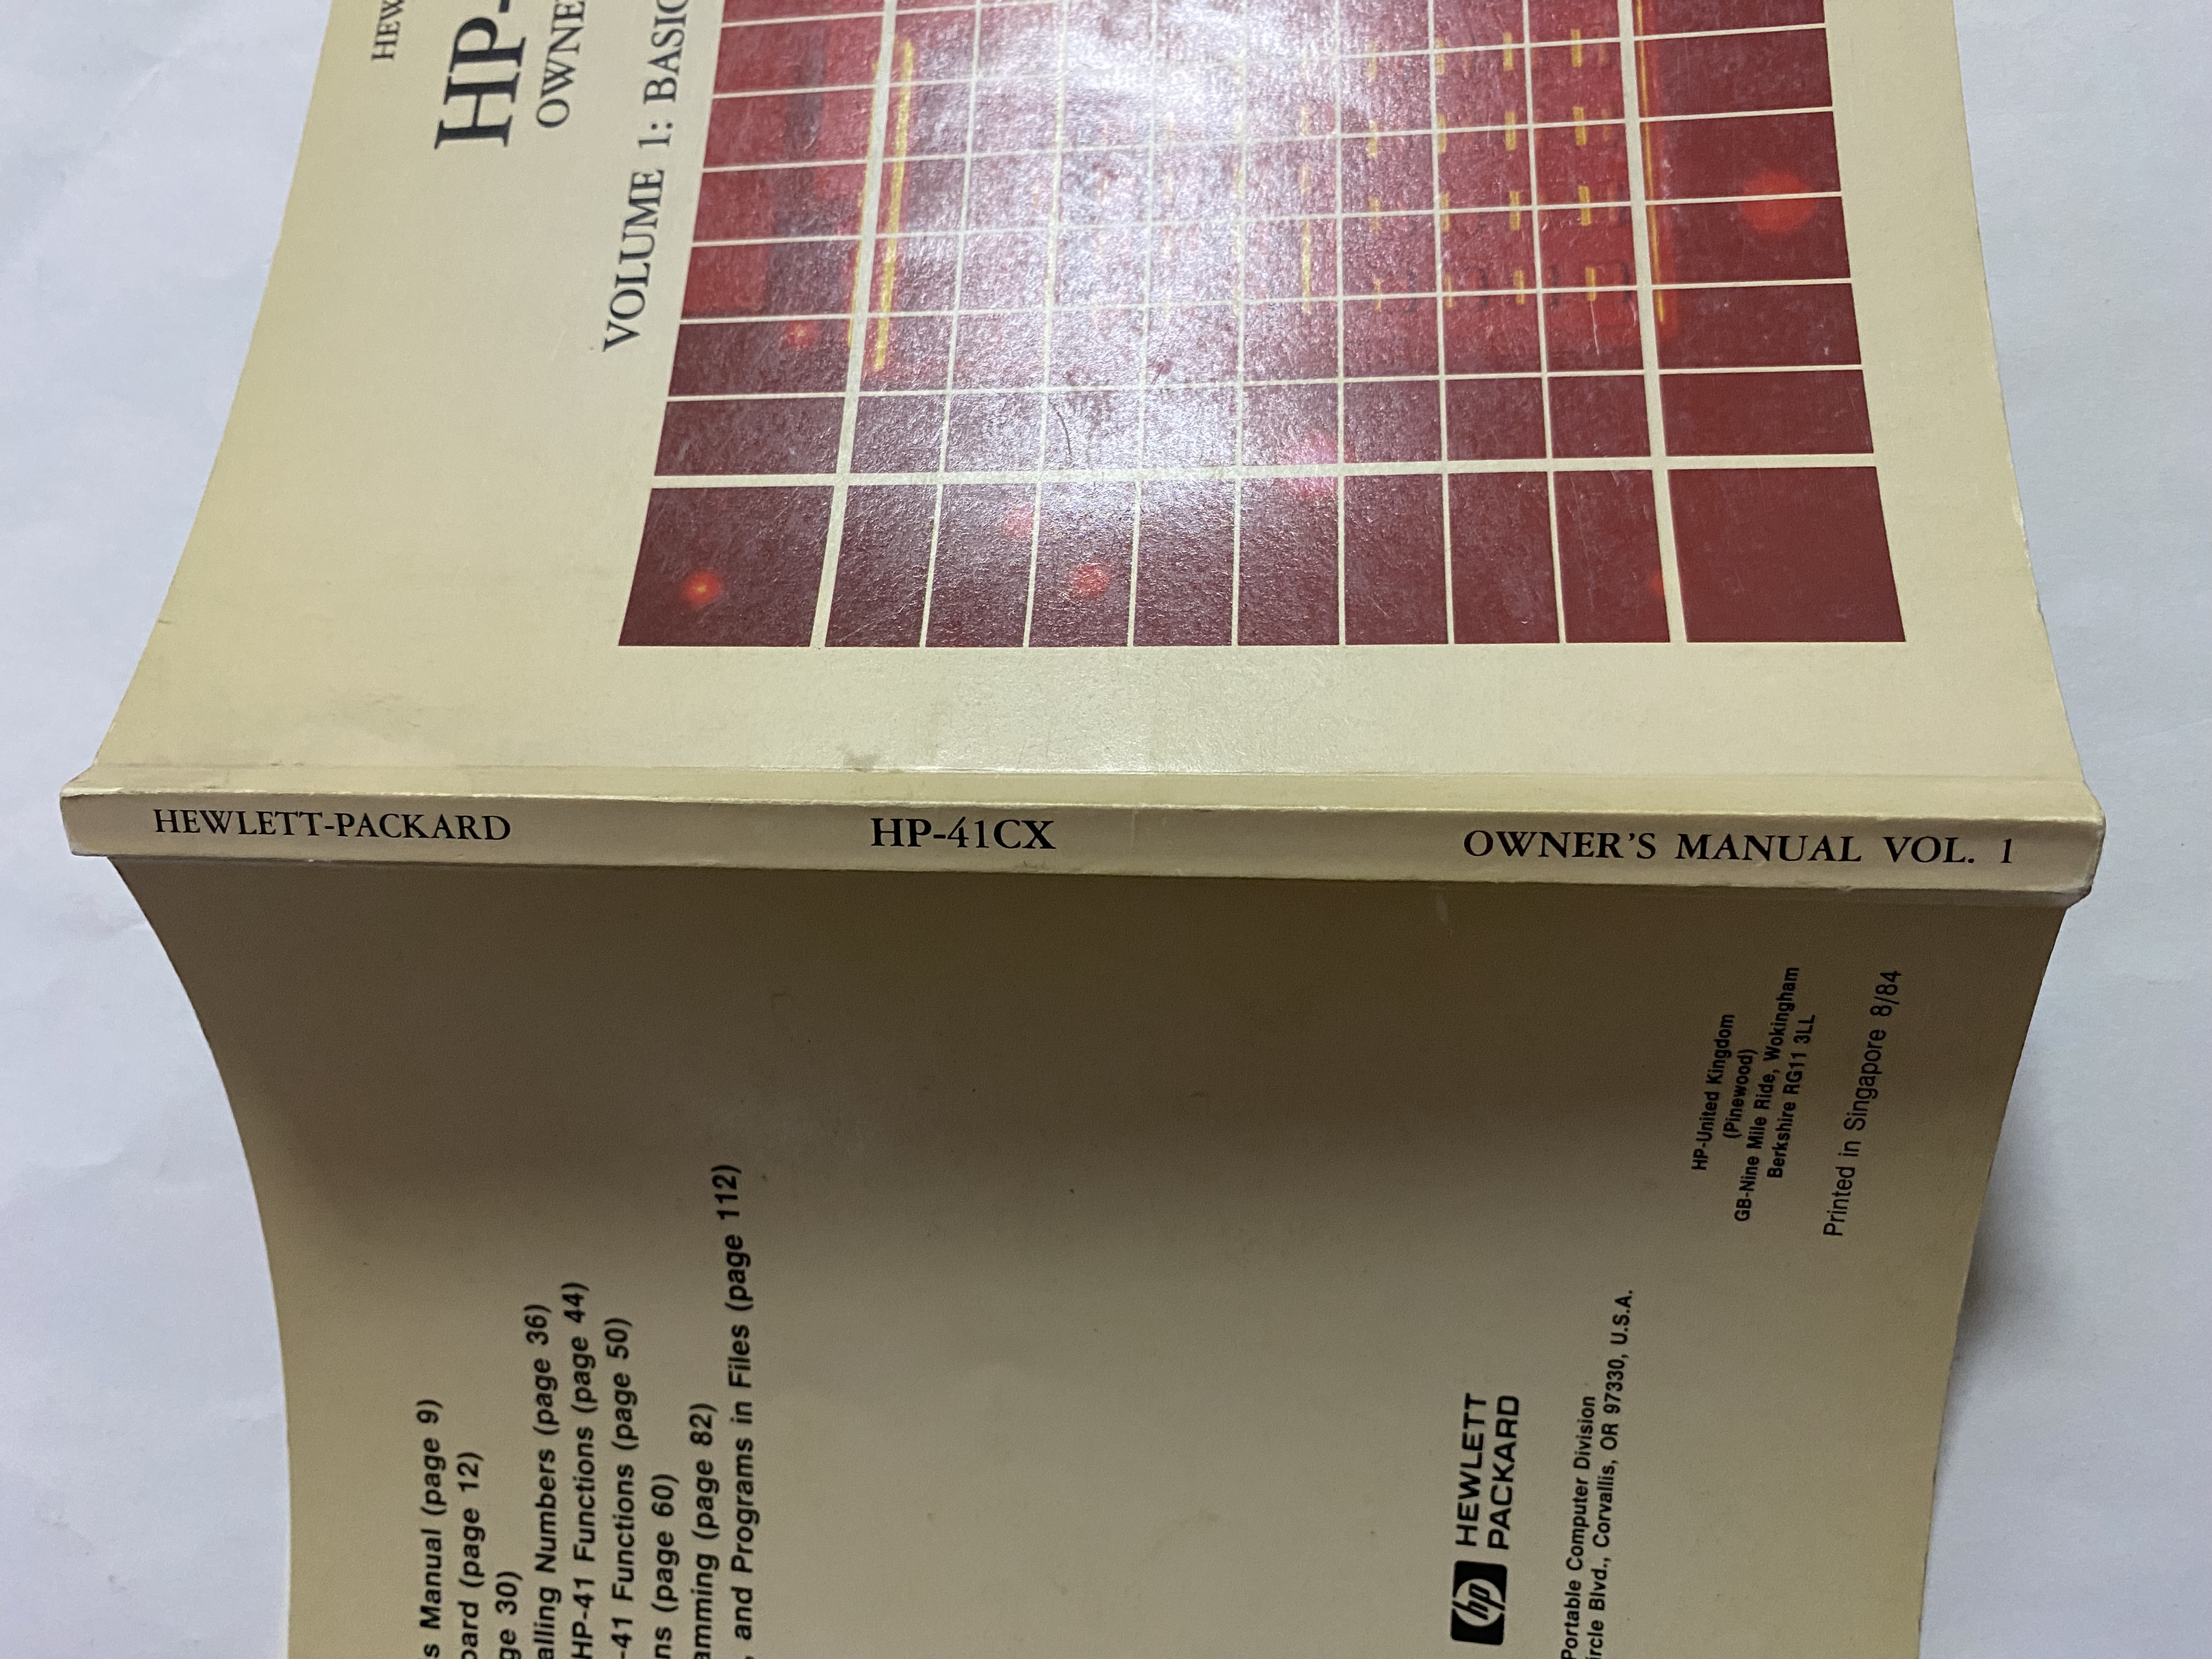 s Manual (page 9)
oard (page 12)
ge 30)
alling Numbers (page 36)
HP-41 Functions (page 44)
-41 Functions (page 50)
ns (page 60)
amming (page 82)
, and Programs in Files (page 112)
hp HEWLETT
PACKARD
Portable Computer Division
ircle Blvd., Corvallis, OR 97330, U.S.A.
HP-United Kingdom
(Pinewood)
GB-Nine Mile Ride, Wokingham
Berkshire RG11 3LL
Printed in Singapore 8/84
HEWLETT-PACKARD HP-41CX OWNER'S MANUAL VOL. 1
HEW
HP-
OWNE
VOLUME 1: BASIC